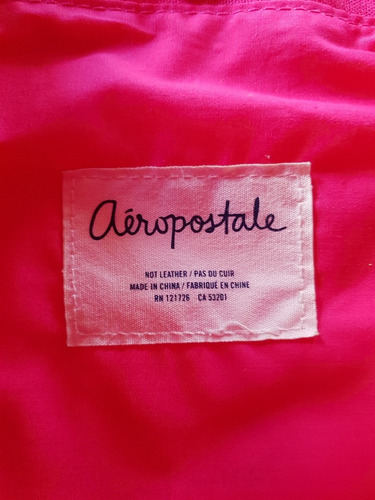 aéropostale
NOT LEATHER / PAS DU CUIR
MADE IN CHINA / FABRIQUÉ EN CHINE
RN 121726 CA 53201